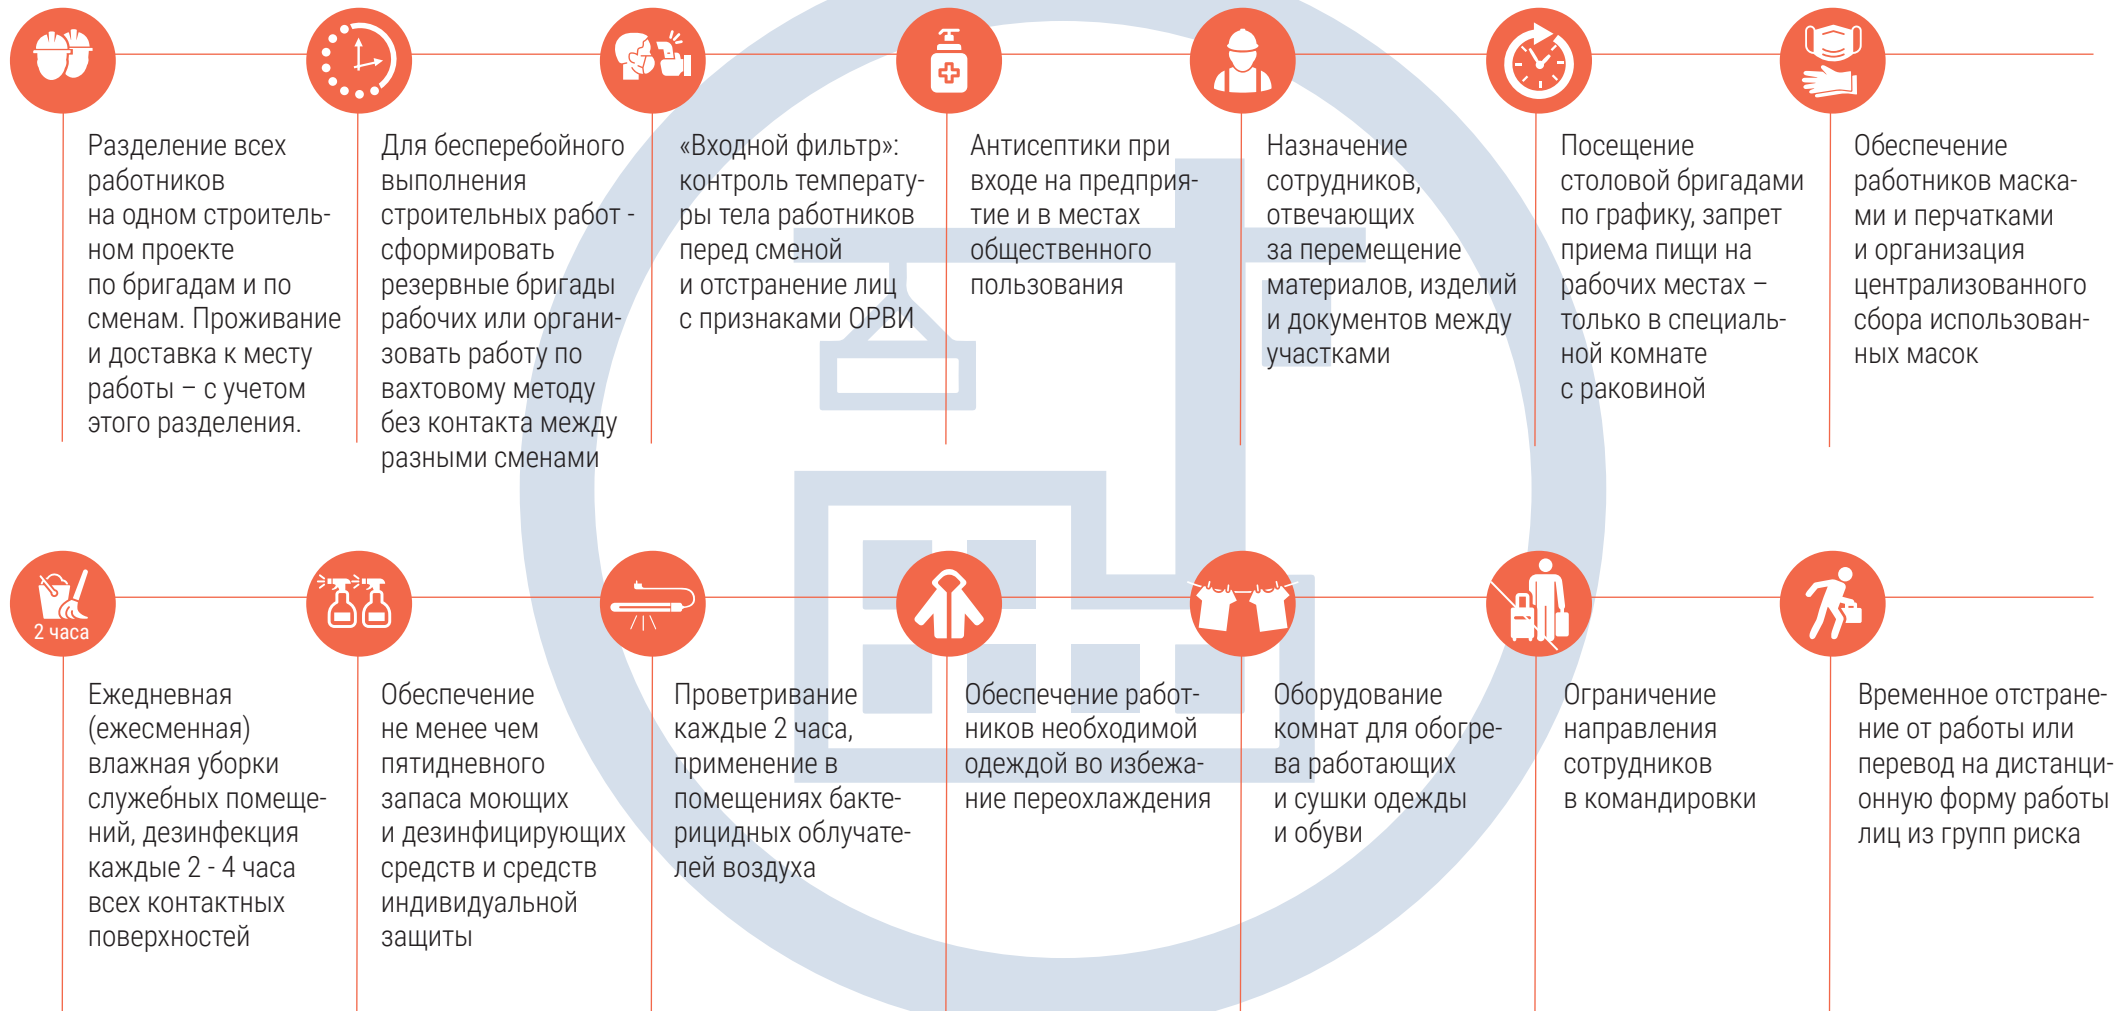 Разделение всех
работников
на одном строитель-
ном проекте
по бригадам и по
сменам. Проживание
и доставка к месту
работы – с учетом
этого разделения.
Для бесперебойного
выполнения
строительных работ -
сформировать
резервные бригады
рабочих или органи-
зовать работу по
вахтовому методу
без контакта между
разными сменами
«Входной фильтр»:
контроль температу-
ры тела работников
перед сменой
и отстранение лиц
с признаками ОРВИ
Антисептики при
входе на предприя-
тие и в местах
общественного
пользования
Назначение
сотрудников,
отвечающих
за перемещение
материалов, изделий
и документов между
участками
Посещение
столовой бригадами
по графику, запрет
приема пищи на
рабочих местах –
только в специаль-
ной комнате
с раковиной
Обеспечение
работников маска-
ми и перчатками
и организация
централизованного
сбора использован-
ных масок
2 часа
Ежедневная
(ежесменная)
влажная уборки
служебных помеще-
ний, дезинфекция
каждые 2 - 4 часа
всех контактных
поверхностей
Обеспечение
не менее чем
пятидневного
запаса моющих
и дезинфицирующих
средств и средств
индивидуальной
защиты
Проветривание
каждые 2 часа,
применение в
помещениях бакте-
рицидных облучате-
лей воздуха
Обеспечение работ-
ников необходимой
одеждой во избежа-
ние переохлаждения
Оборудование
комнат для обогре-
ва работающих
и сушки одежды
и обуви
Ограничение
направления
сотрудников
в командировки
Временное отстране-
ние от работы или
перевод на дистанци-
онную форму работы
лиц из групп риска